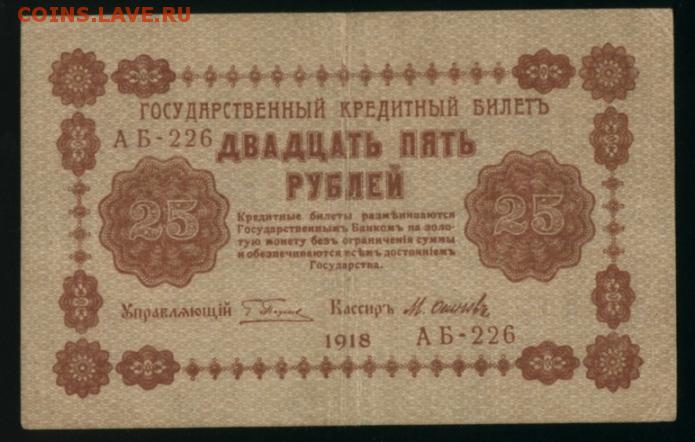 COINS.LAVE.RU
ГОСУДАРСТВЕННЫЙ КРЕДИТНЫЙ БИЛЕТЪ
АБ-226
ДВАДЦАТЬ ПЯТЬ
РУБЛЕЙ
25
25
Кредитные билеты размѣниваются
Государственнымъ Банкомъ на золо-
тую монету безъ ограниченія суммы
и обезпечиваются всѣмъ достояніемъ
Государства.
Управляющій
Кассиръ
1918
АБ-226